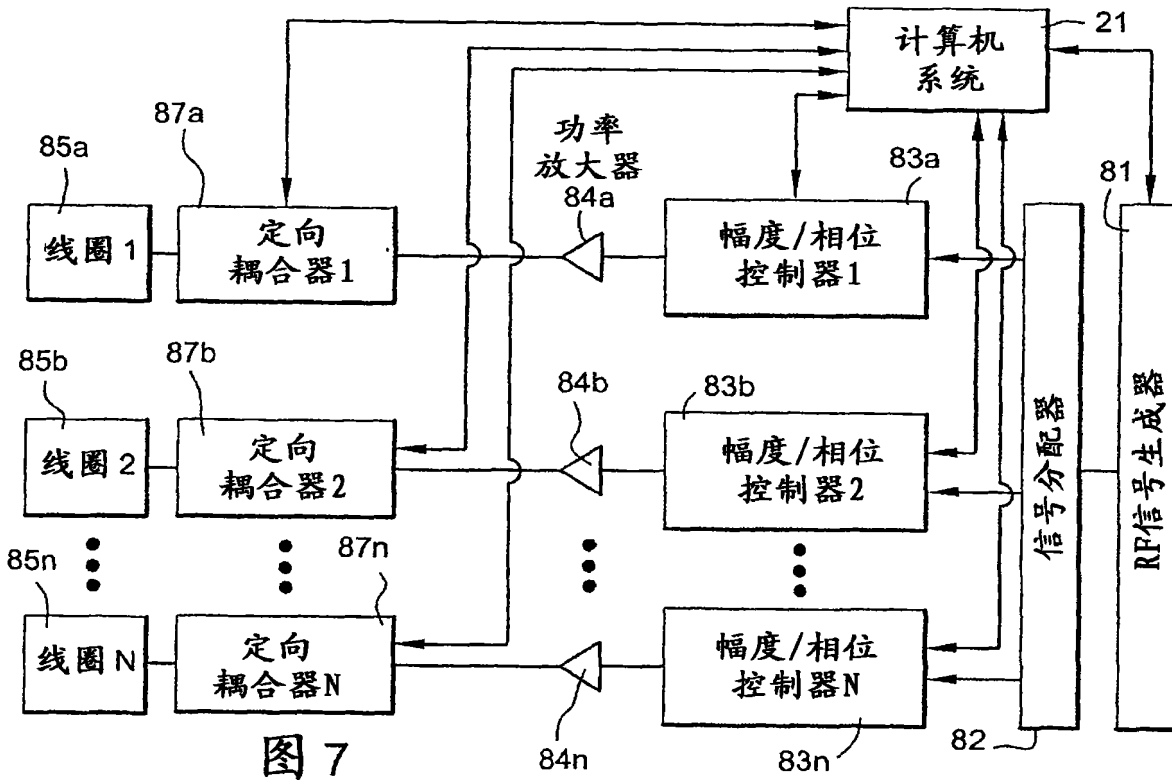 计算机
系统
21
87a
85a
功率
放大器
84a
83a
81
线圈1
定向
耦合器1
幅度/相位
控制器1
85b
87b
84b
83b
线圈2
定向
耦合器2
幅度/相位
控制器2
信号分配器
RF信号生成器
85n
87n
线圈N
定向
耦合器N
幅度/相位
控制器N
84n
83n
82
图7